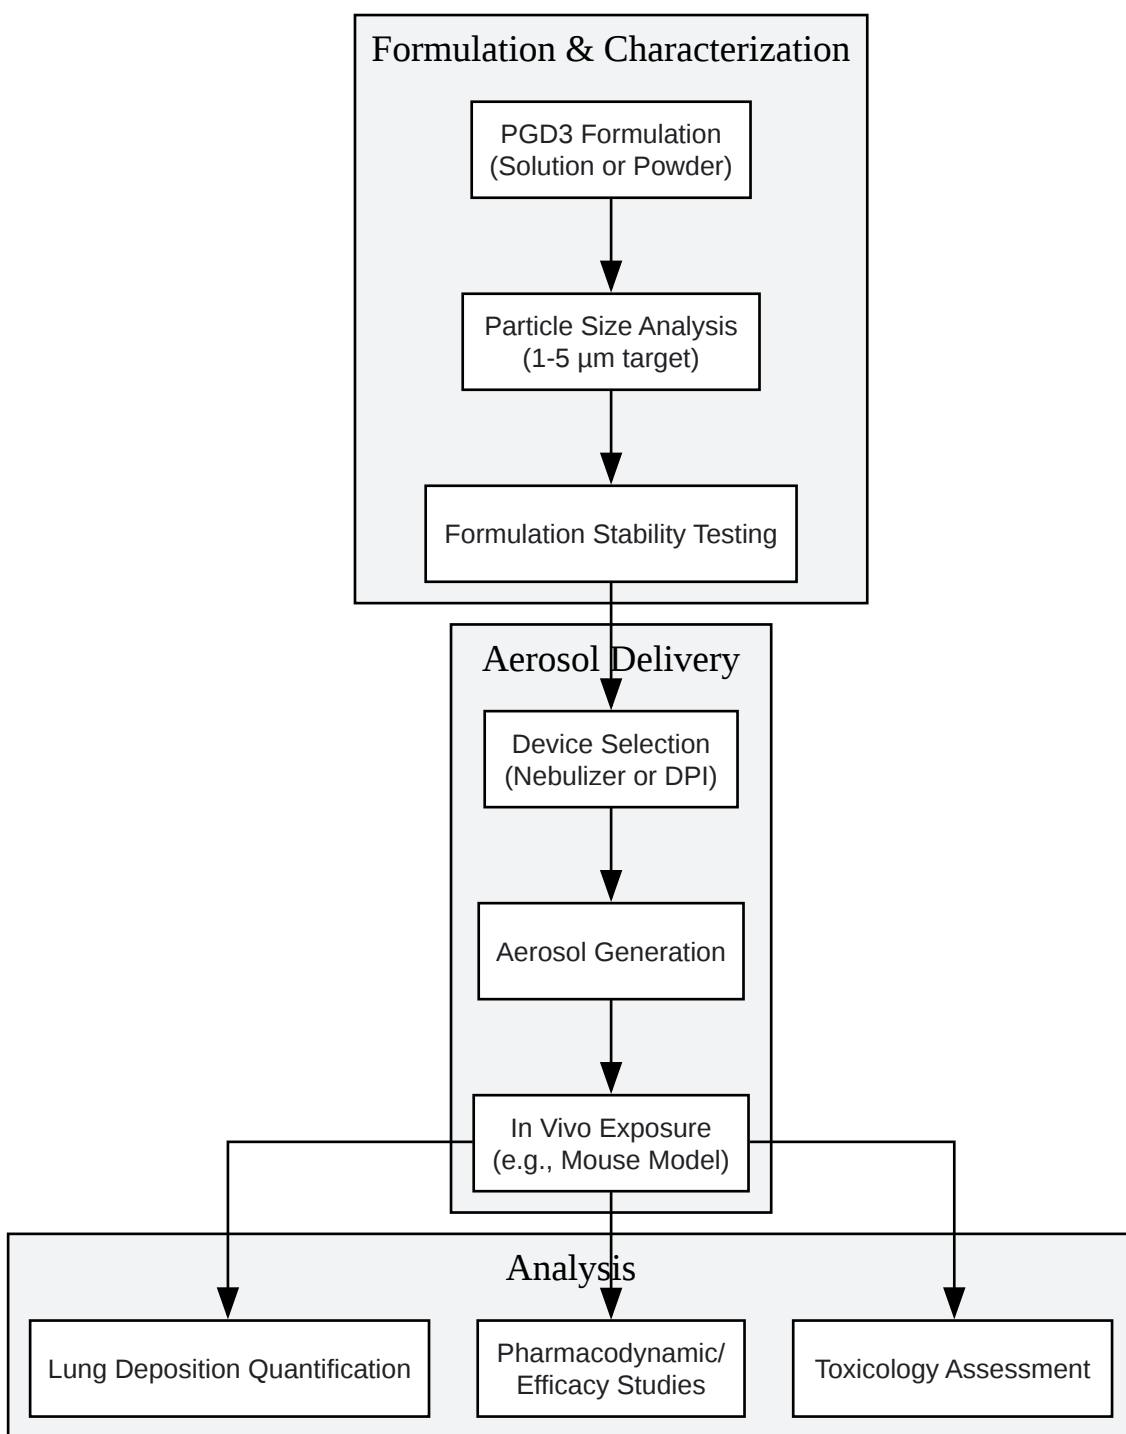 Formulation & Characterization
PGD3 Formulation
(Solution or Powder)
Particle Size Analysis
(1-5 µm target)
Formulation Stability Testing
Aerosol Delivery
Device Selection
(Nebulizer or DPI)
Aerosol Generation
In Vivo Exposure
(e.g., Mouse Model)
Analysis
Lung Deposition Quantification
Pharmacodynamic/
Efficacy Studies
Toxicology Assessment